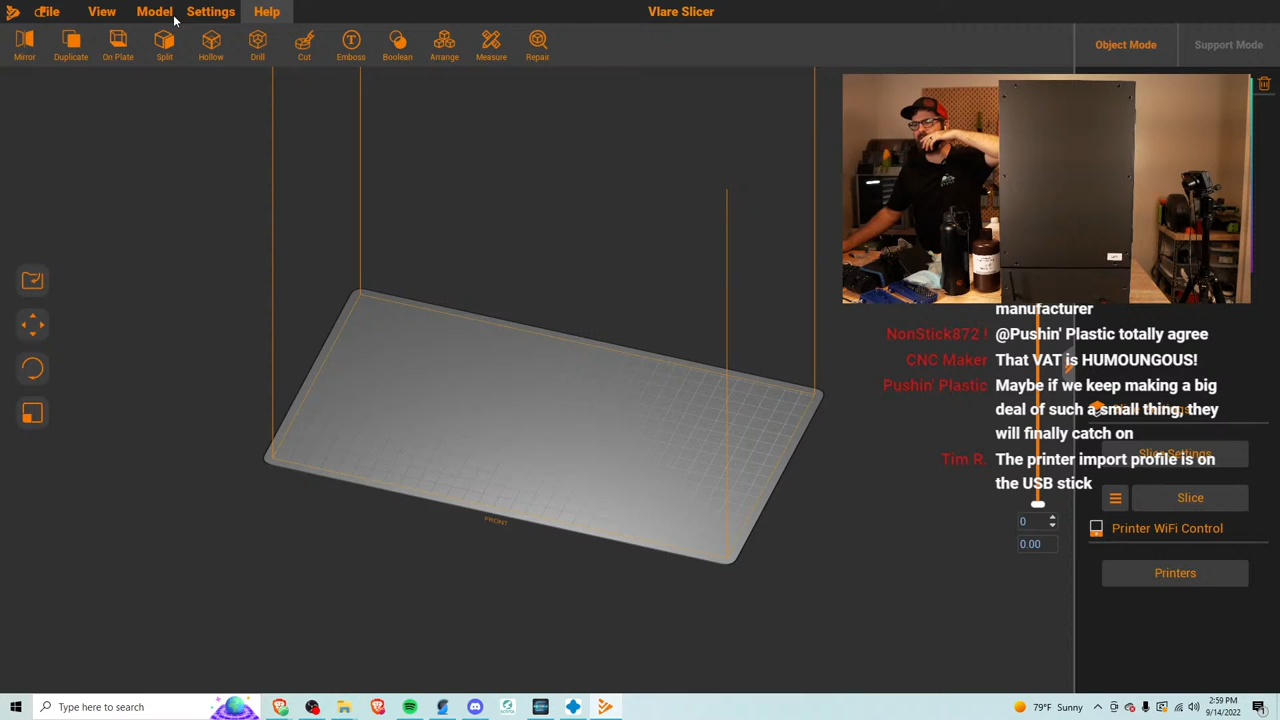 File View Model Settings Help Vlare Slicer
Mirror Duplicate On Plate Split Hollow Drill Cut Emboss Boolean Arrange Measure Repair
Object Mode Support Mode
manufacturer
NonStick872 ! @Pushin' Plastic totally agree
CNC Maker That VAT is HUMOUNGOUS!
Pushin' Plastic Maybe if we keep making a big
deal of such a small thing, they
will finally catch on
Tim R. The printer import profile is on
the USB stick
Slice Settings
Slice
0
Printer WiFi Control
0.00
Printers
FRONT
Type here to search
79°F Sunny
2:59 PM
9/14/2022